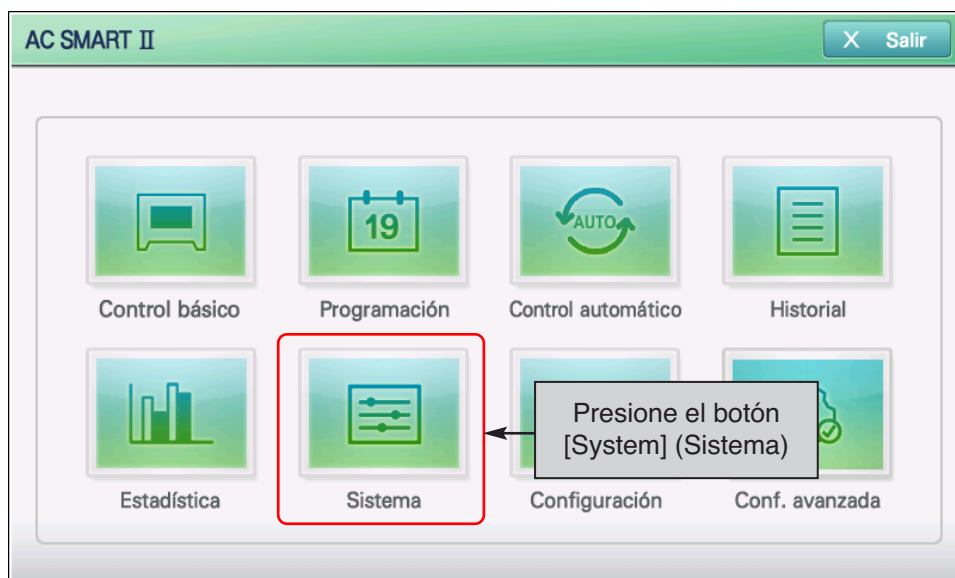 AC SMART II
X Salir
19
AUTO
Control básico
Programación
Control automático
Historial
Presione el botón
[System] (Sistema)
Estadística
Sistema
Configuración
Conf. avanzada